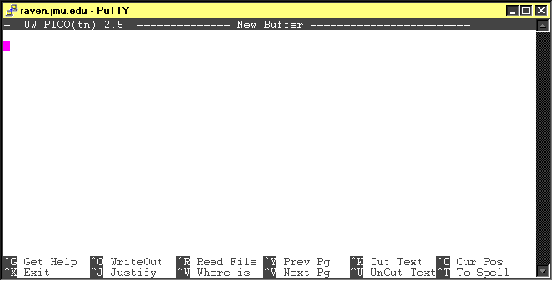 raven.jmu.edu - PuTTY
UW PICO(tn) 2.5 -------------- New Buffer ------------------------
^G Get Help ^O WriteOut ^R Read File ^Y Prev Pg ^K Cut Text ^C Cur Pos
^X Exit ^J Justify ^W Where is ^V Next Pg ^U UnCut Text ^T To Spell